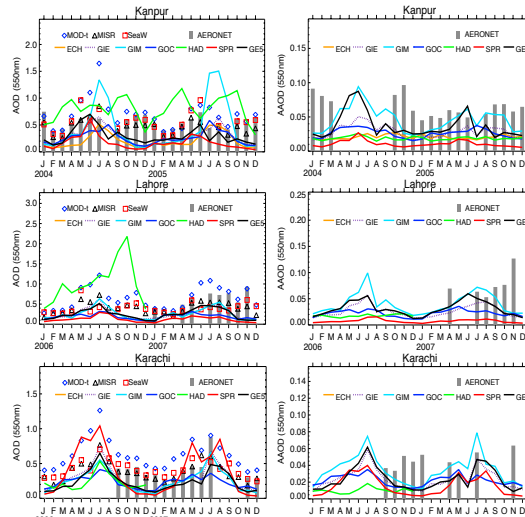 Kanpur
AOD (550nm)
2.5
2.0
1.5
1.0
0.5
0.0
MOD-t MISR SeaW AERONET
ECH GIE GIM GOC HAD SPR GE5
J F M A M J J A S O N D J F M A M J J A S O N D
2004 2005
Kanpur
AAOD (550nm)
0.20
0.15
0.10
0.05
0.00
AERONET
ECH GIE GIM GOC HAD SPR GE5
J F M A M J J A S O N D J F M A M J J A S O N D
2004 2005
Lahore
AOD (550nm)
3.0
2.5
2.0
1.5
1.0
0.5
0.0
MOD-t MISR SeaW AERONET
ECH GIE GIM GOC HAD SPR GE5
J F M A M J J A S O N D J F M A M J J A S O N D
2006 2007
Lahore
AAOD (550nm)
0.25
0.20
0.15
0.10
0.05
0.00
AERONET
ECH GIE GIM GOC HAD SPR GE5
J F M A M J J A S O N D J F M A M J J A S O N D
2006 2007
Karachi
AOD (550nm)
2.0
1.5
1.0
0.5
0.0
MOD-t MISR SeaW AERONET
ECH GIE GIM GOC HAD SPR GE5
J F M A M J J A S O N D J F M A M J J A S O N D
Karachi
AAOD (550nm)
0.14
0.12
0.10
0.08
0.06
0.04
0.02
0.00
AERONET
ECH GIE GIM GOC HAD SPR GE5
J F M A M J J A S O N D J F M A M J J A S O N D